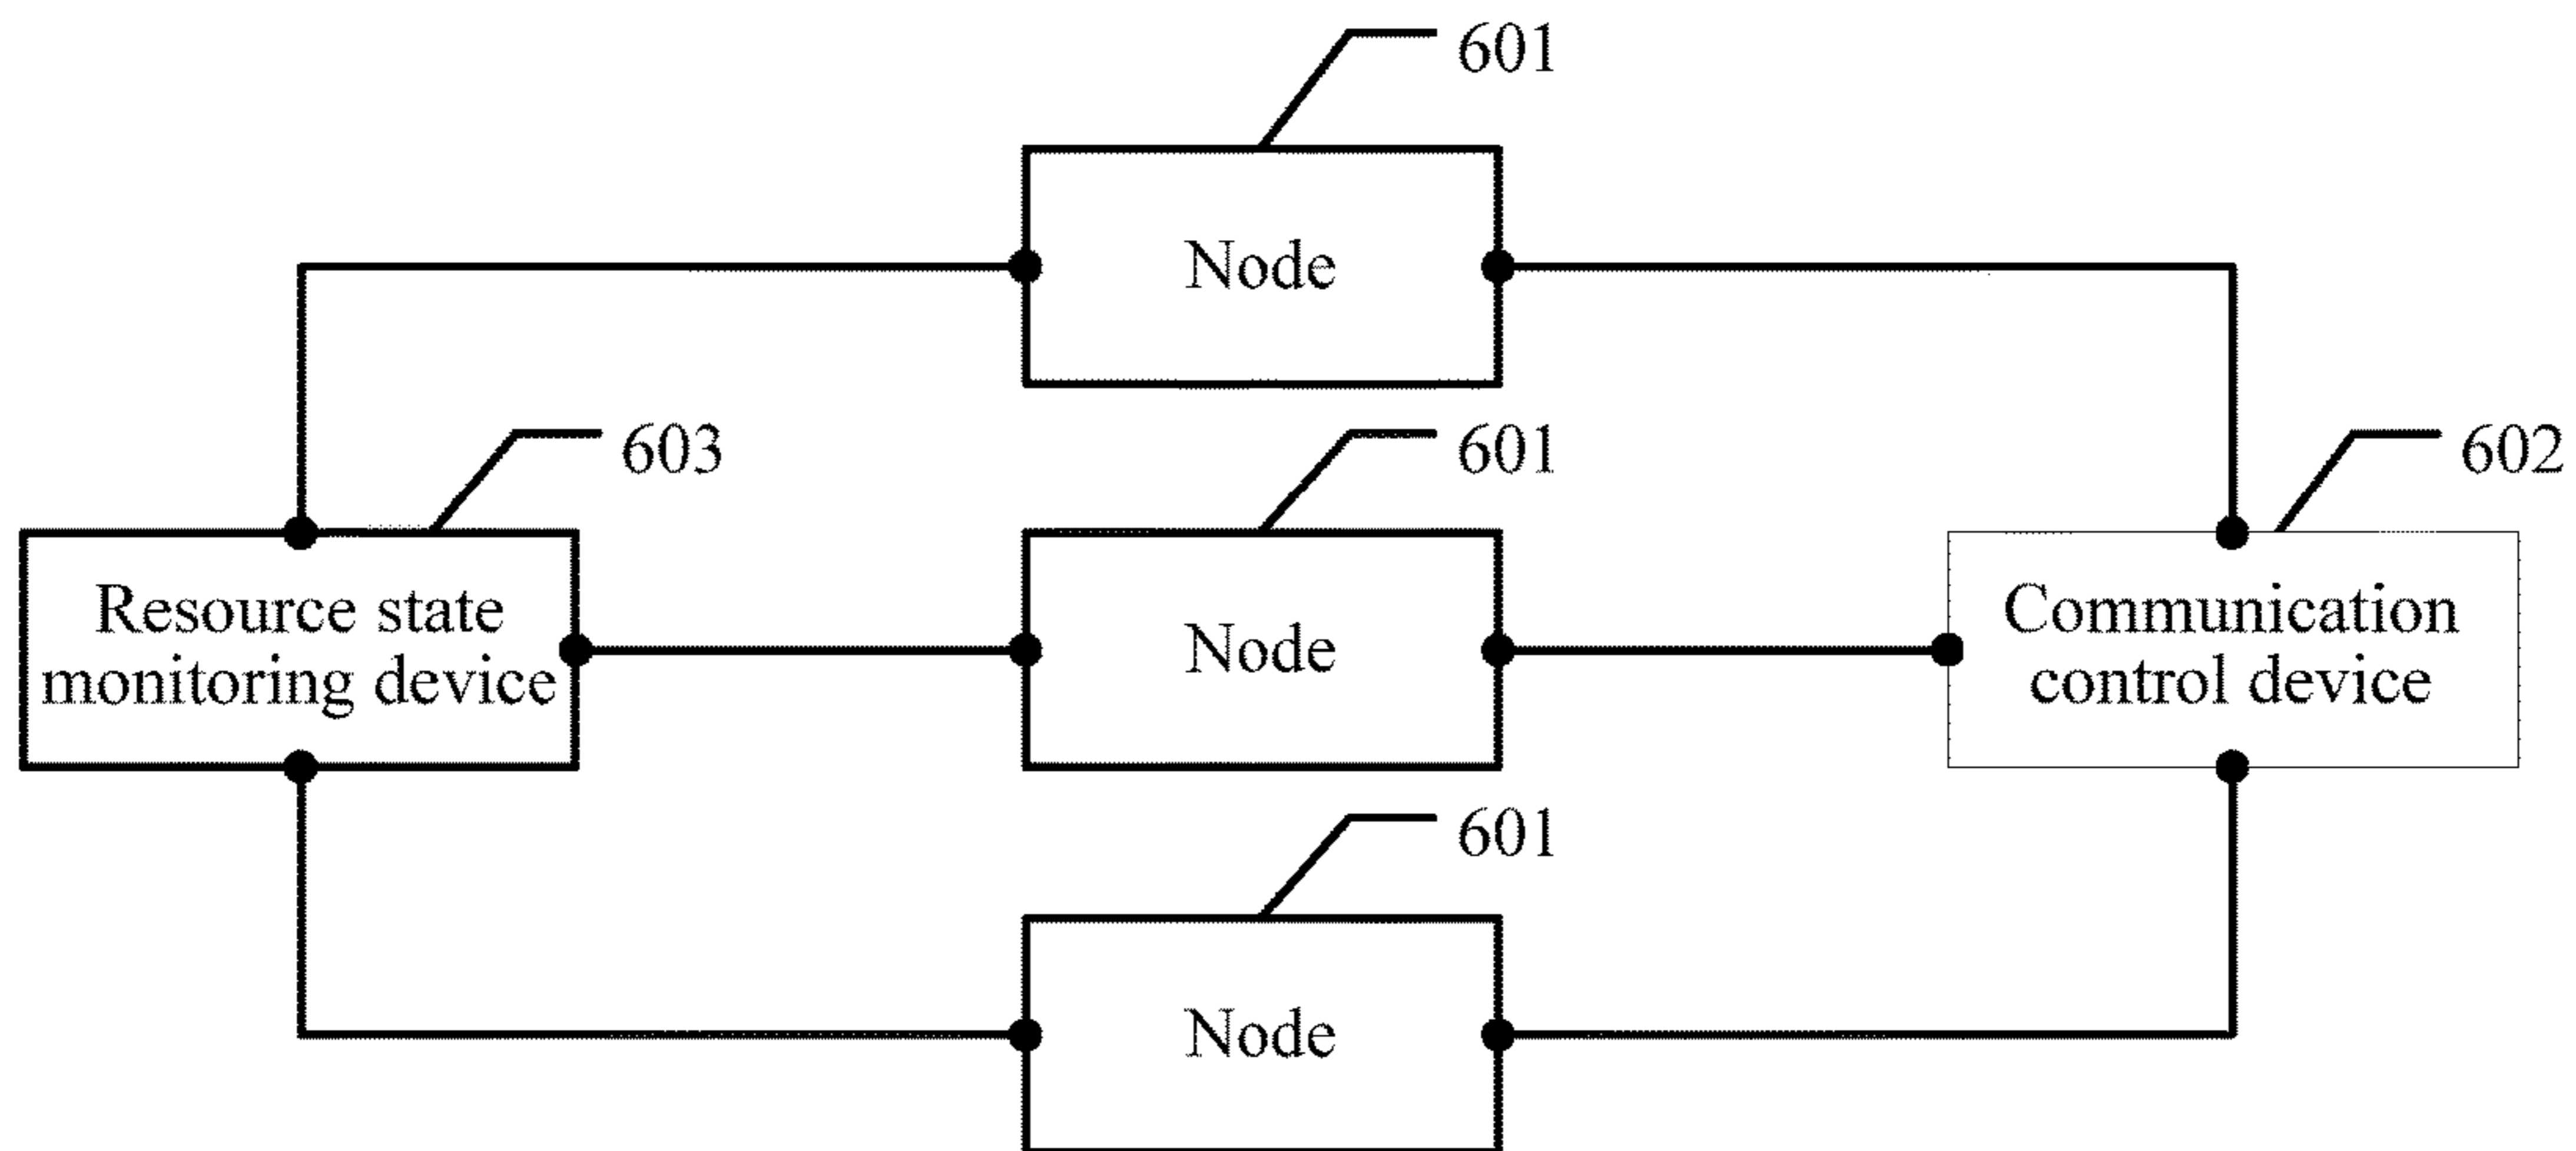 601
Node
603
601
602
Resource state
monitoring device
Node
Communication
control device
601
Node